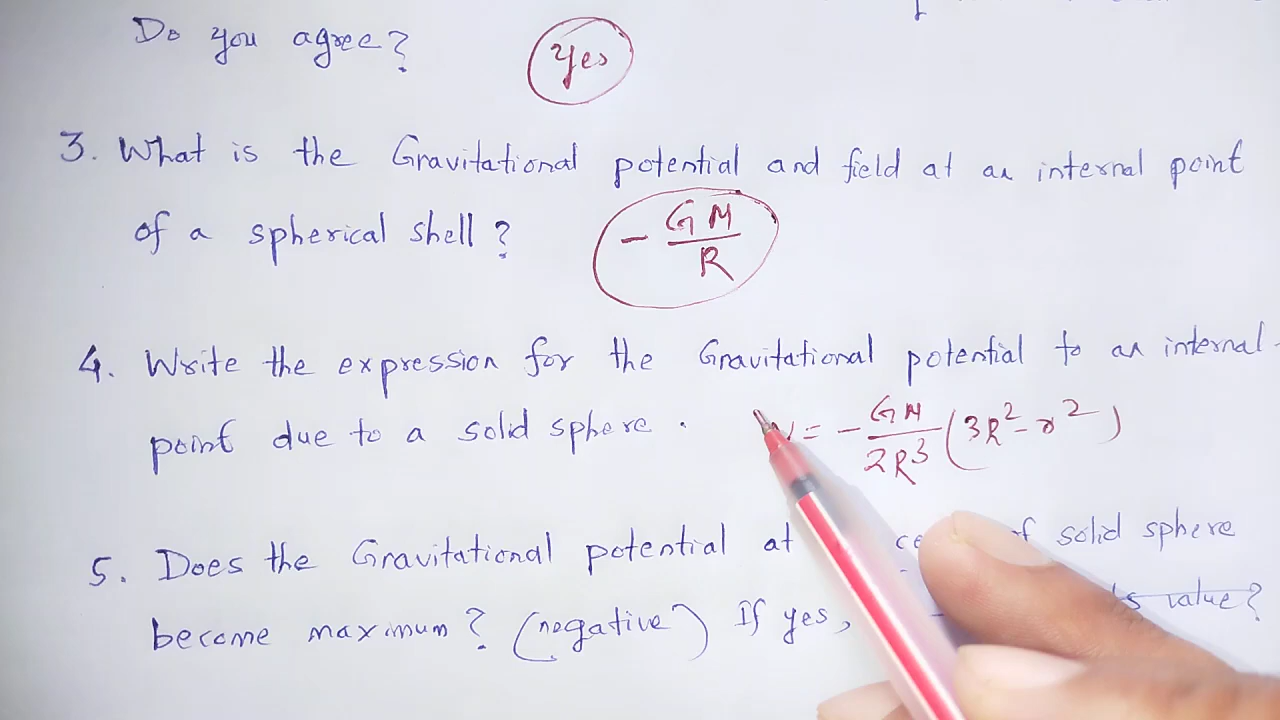 Do you agree? Yes
3. What is the Gravitational potential and field at an internal point
of a spherical shell? - GM/R
4. Write the expression for the Gravitational potential to an internal
point due to a solid sphere. V = - GM/2R³ (3R² - r²)
5. Does the Gravitational potential at of solid sphere
become maximum? (negative) If yes, value?